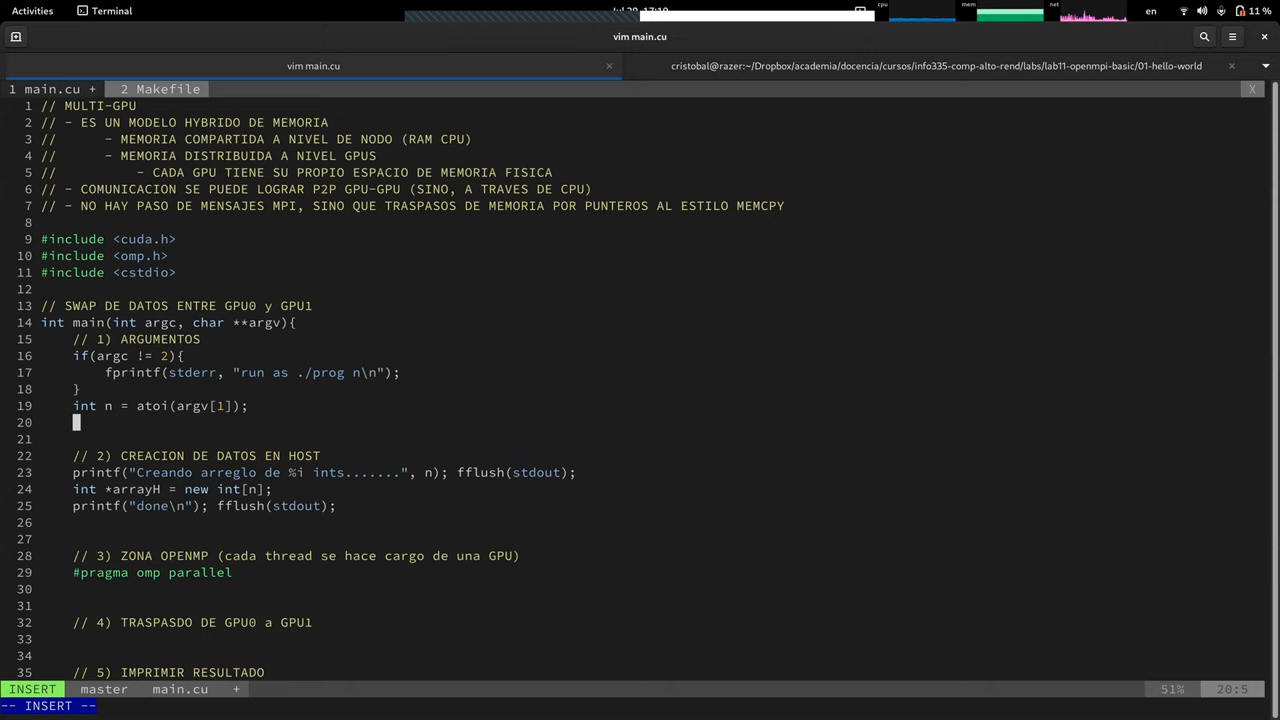 Activities Terminal
cpu mem net en 11 %
vim main.cu
vim main.cu × cristobal@razer:~/Dropbox/academia/docencia/cursos/info335-comp-alto-rend/labs/lab11-openmpi-basic/01-hello-world ×
1 main.cu + 2 Makefile X
1 // MULTI-GPU
2 // - ES UN MODELO HYBRIDO DE MEMORIA
3 // - MEMORIA COMPARTIDA A NIVEL DE NODO (RAM CPU)
4 // - MEMORIA DISTRIBUIDA A NIVEL GPUS
5 // - CADA GPU TIENE SU PROPIO ESPACIO DE MEMORIA FISICA
6 // - COMUNICACION SE PUEDE LOGRAR P2P GPU-GPU (SINO, A TRAVES DE CPU)
7 // - NO HAY PASO DE MENSAJES MPI, SINO QUE TRASPASOS DE MEMORIA POR PUNTEROS AL ESTILO MEMCPY
8
9 #include <cuda.h>
10 #include <omp.h>
11 #include <cstdio>
12
13 // SWAP DE DATOS ENTRE GPU0 y GPU1
14 int main(int argc, char **argv){
15 // 1) ARGUMENTOS
16 if(argc != 2){
17 fprintf(stderr, "run as ./prog n\n");
18 }
19 int n = atoi(argv[1]);
20
21
22 // 2) CREACION DE DATOS EN HOST
23 printf("Creando arreglo de %i ints.......", n); fflush(stdout);
24 int *arrayH = new int[n];
25 printf("done\n"); fflush(stdout);
26
27
28 // 3) ZONA OPENMP (cada thread se hace cargo de una GPU)
29 #pragma omp parallel
30
31
32 // 4) TRASPASDO DE GPU0 a GPU1
33
34
35 // 5) IMPRIMIR RESULTADO
INSERT master main.cu + 51% 20:5
-- INSERT --